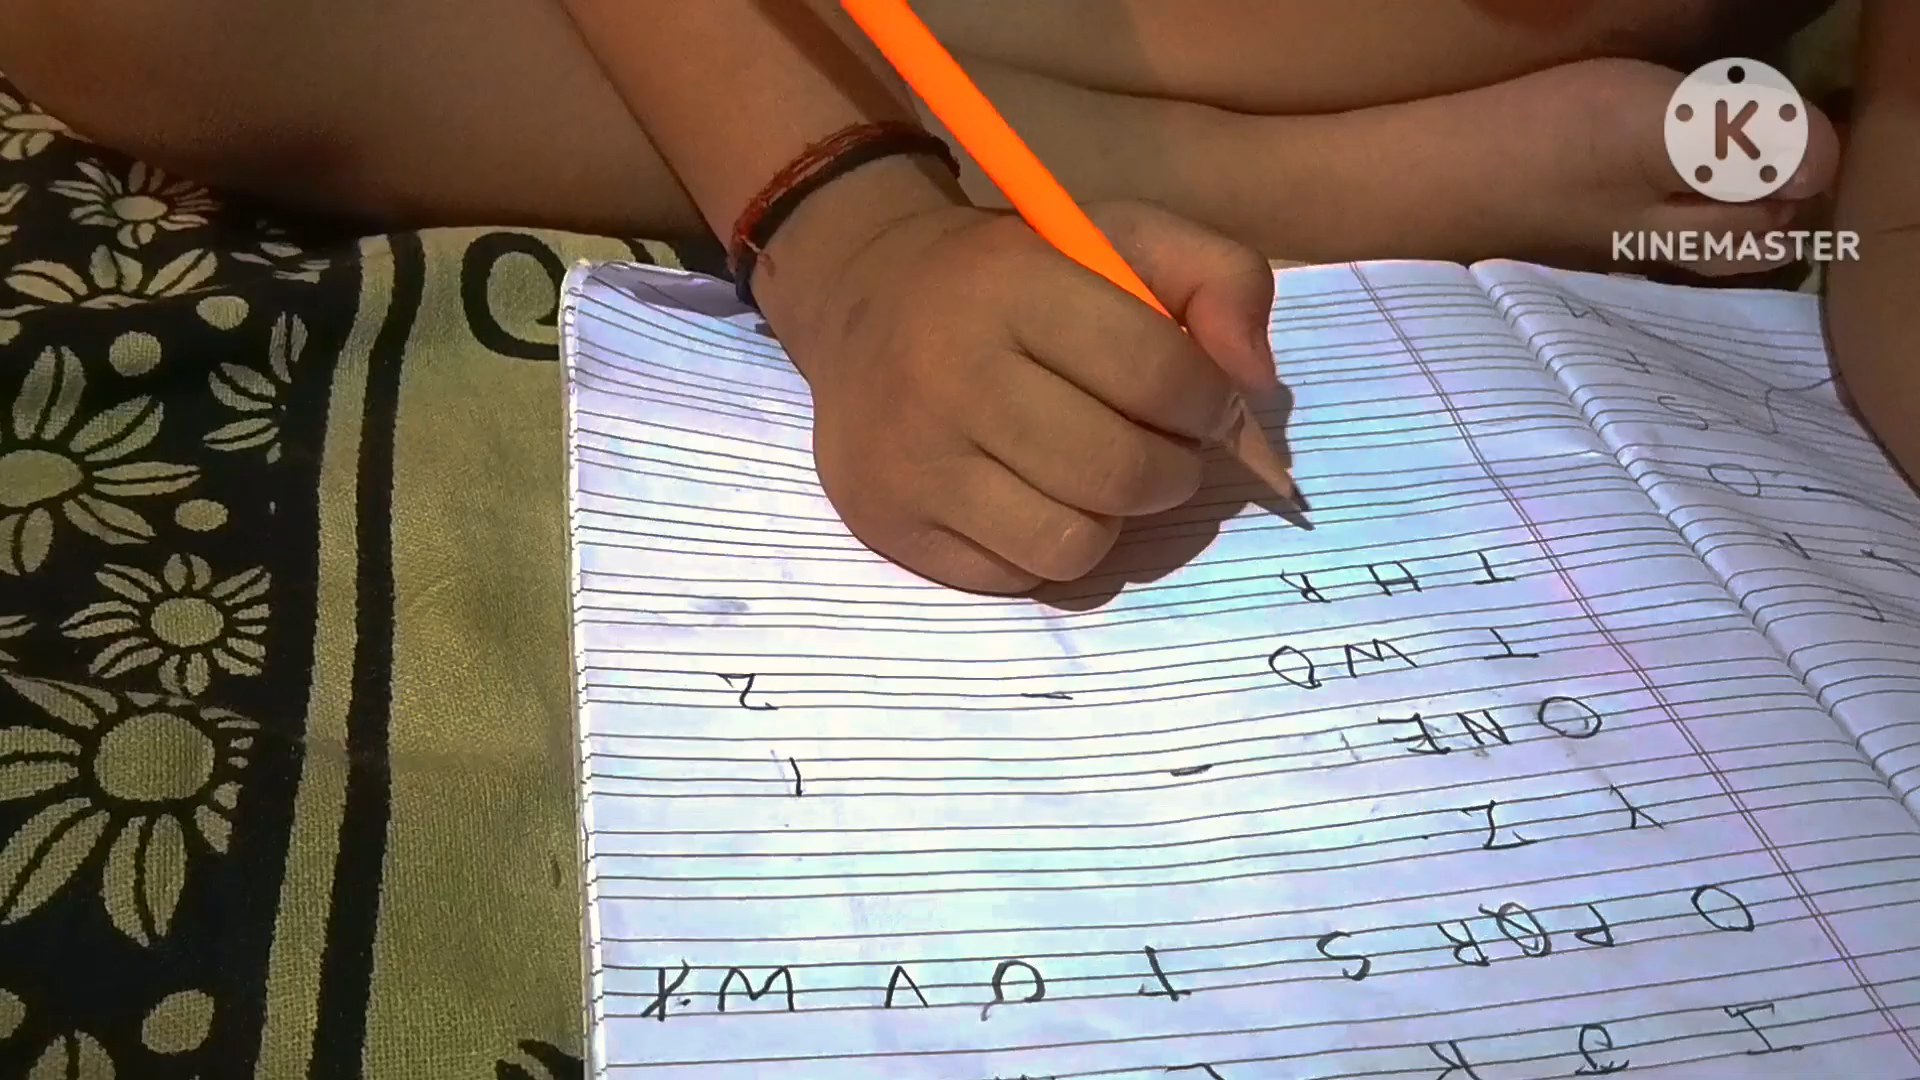 I J K L
O P Q R S T U V W X
Y Z
ONE - 1
TWO - 2
THR
KINEMASTER